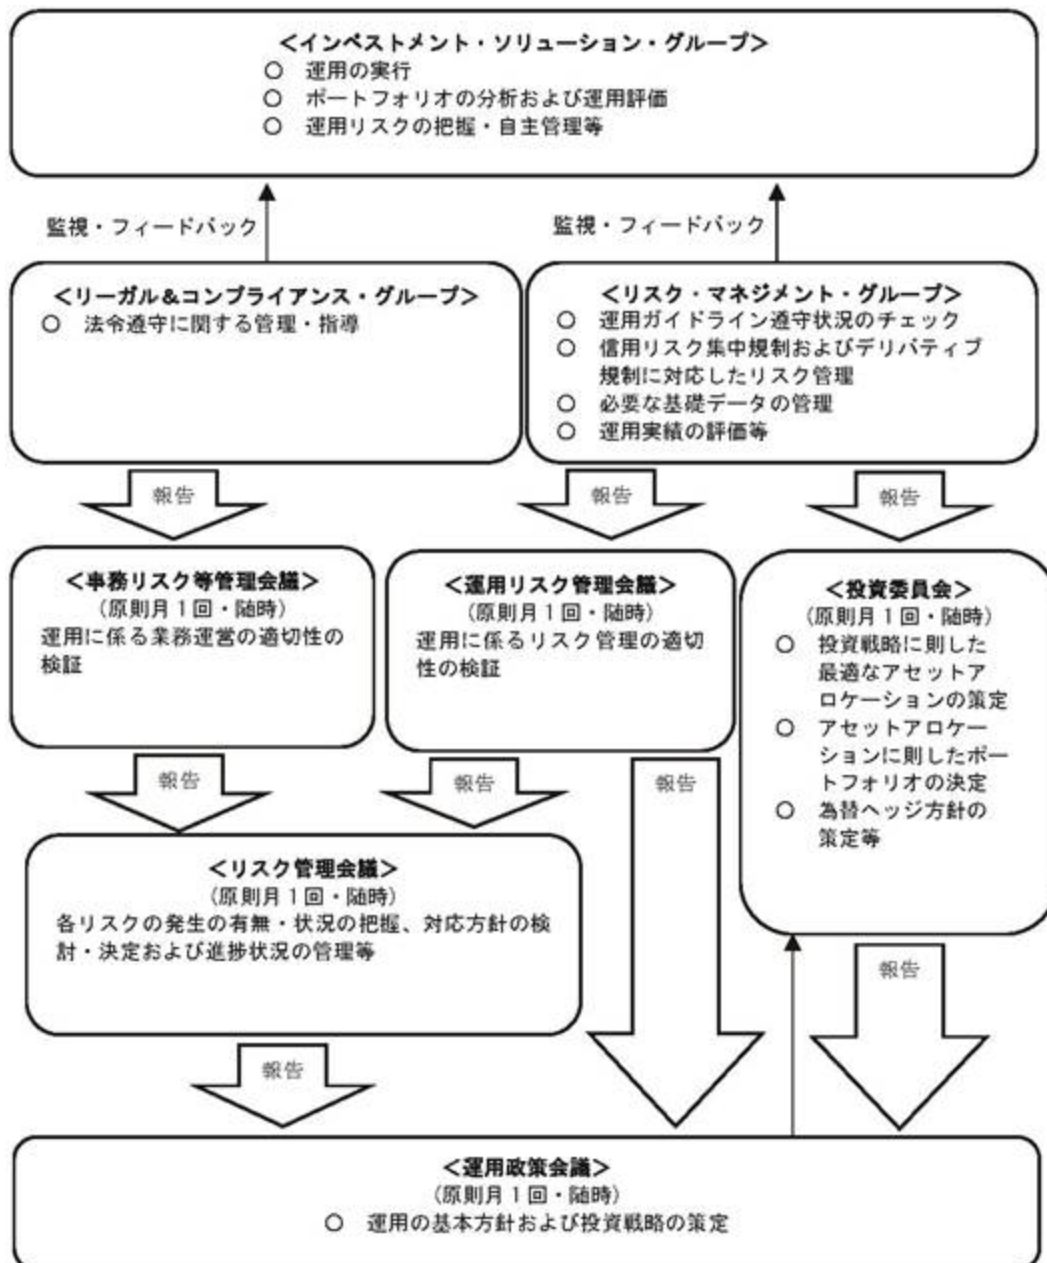 ＜インベストメント・ソリューション・グループ＞
○ 運用の実行
○ ポートフォリオの分析および運用評価
○ 運用リスクの把握・自主管理等
監視・フィードバック
監視・フィードバック
＜リーガル＆コンプライアンス・グループ＞
○ 法令遵守に関する管理・指導
＜リスク・マネジメント・グループ＞
○ 運用ガイドライン遵守状況のチェック
○ 信用リスク集中規制およびデリバティブ
規制に対応したリスク管理
○ 必要な基礎データの管理
○ 運用実績の評価等
報告
報告
報告
＜事務リスク等管理会議＞
（原則月１回・随時）
運用に係る業務運営の適切性の
検証
＜運用リスク管理会議＞
（原則月１回・随時）
運用に係るリスク管理の適切
性の検証
＜投資委員会＞
（原則月１回・随時）
○ 投資戦略に則した
最適なアセットア
ロケーションの策定
○ アセットアロケー
ションに則したポー
トフォリオの決定
○ 為替ヘッジ方針の
策定等
報告
報告
報告
＜リスク管理会議＞
（原則月１回・随時）
各リスクの発生の有無・状況の把握、対応方針の検
討・決定および進捗状況の管理等
報告
報告
＜運用政策会議＞
（原則月１回・随時）
○ 運用の基本方針および投資戦略の策定